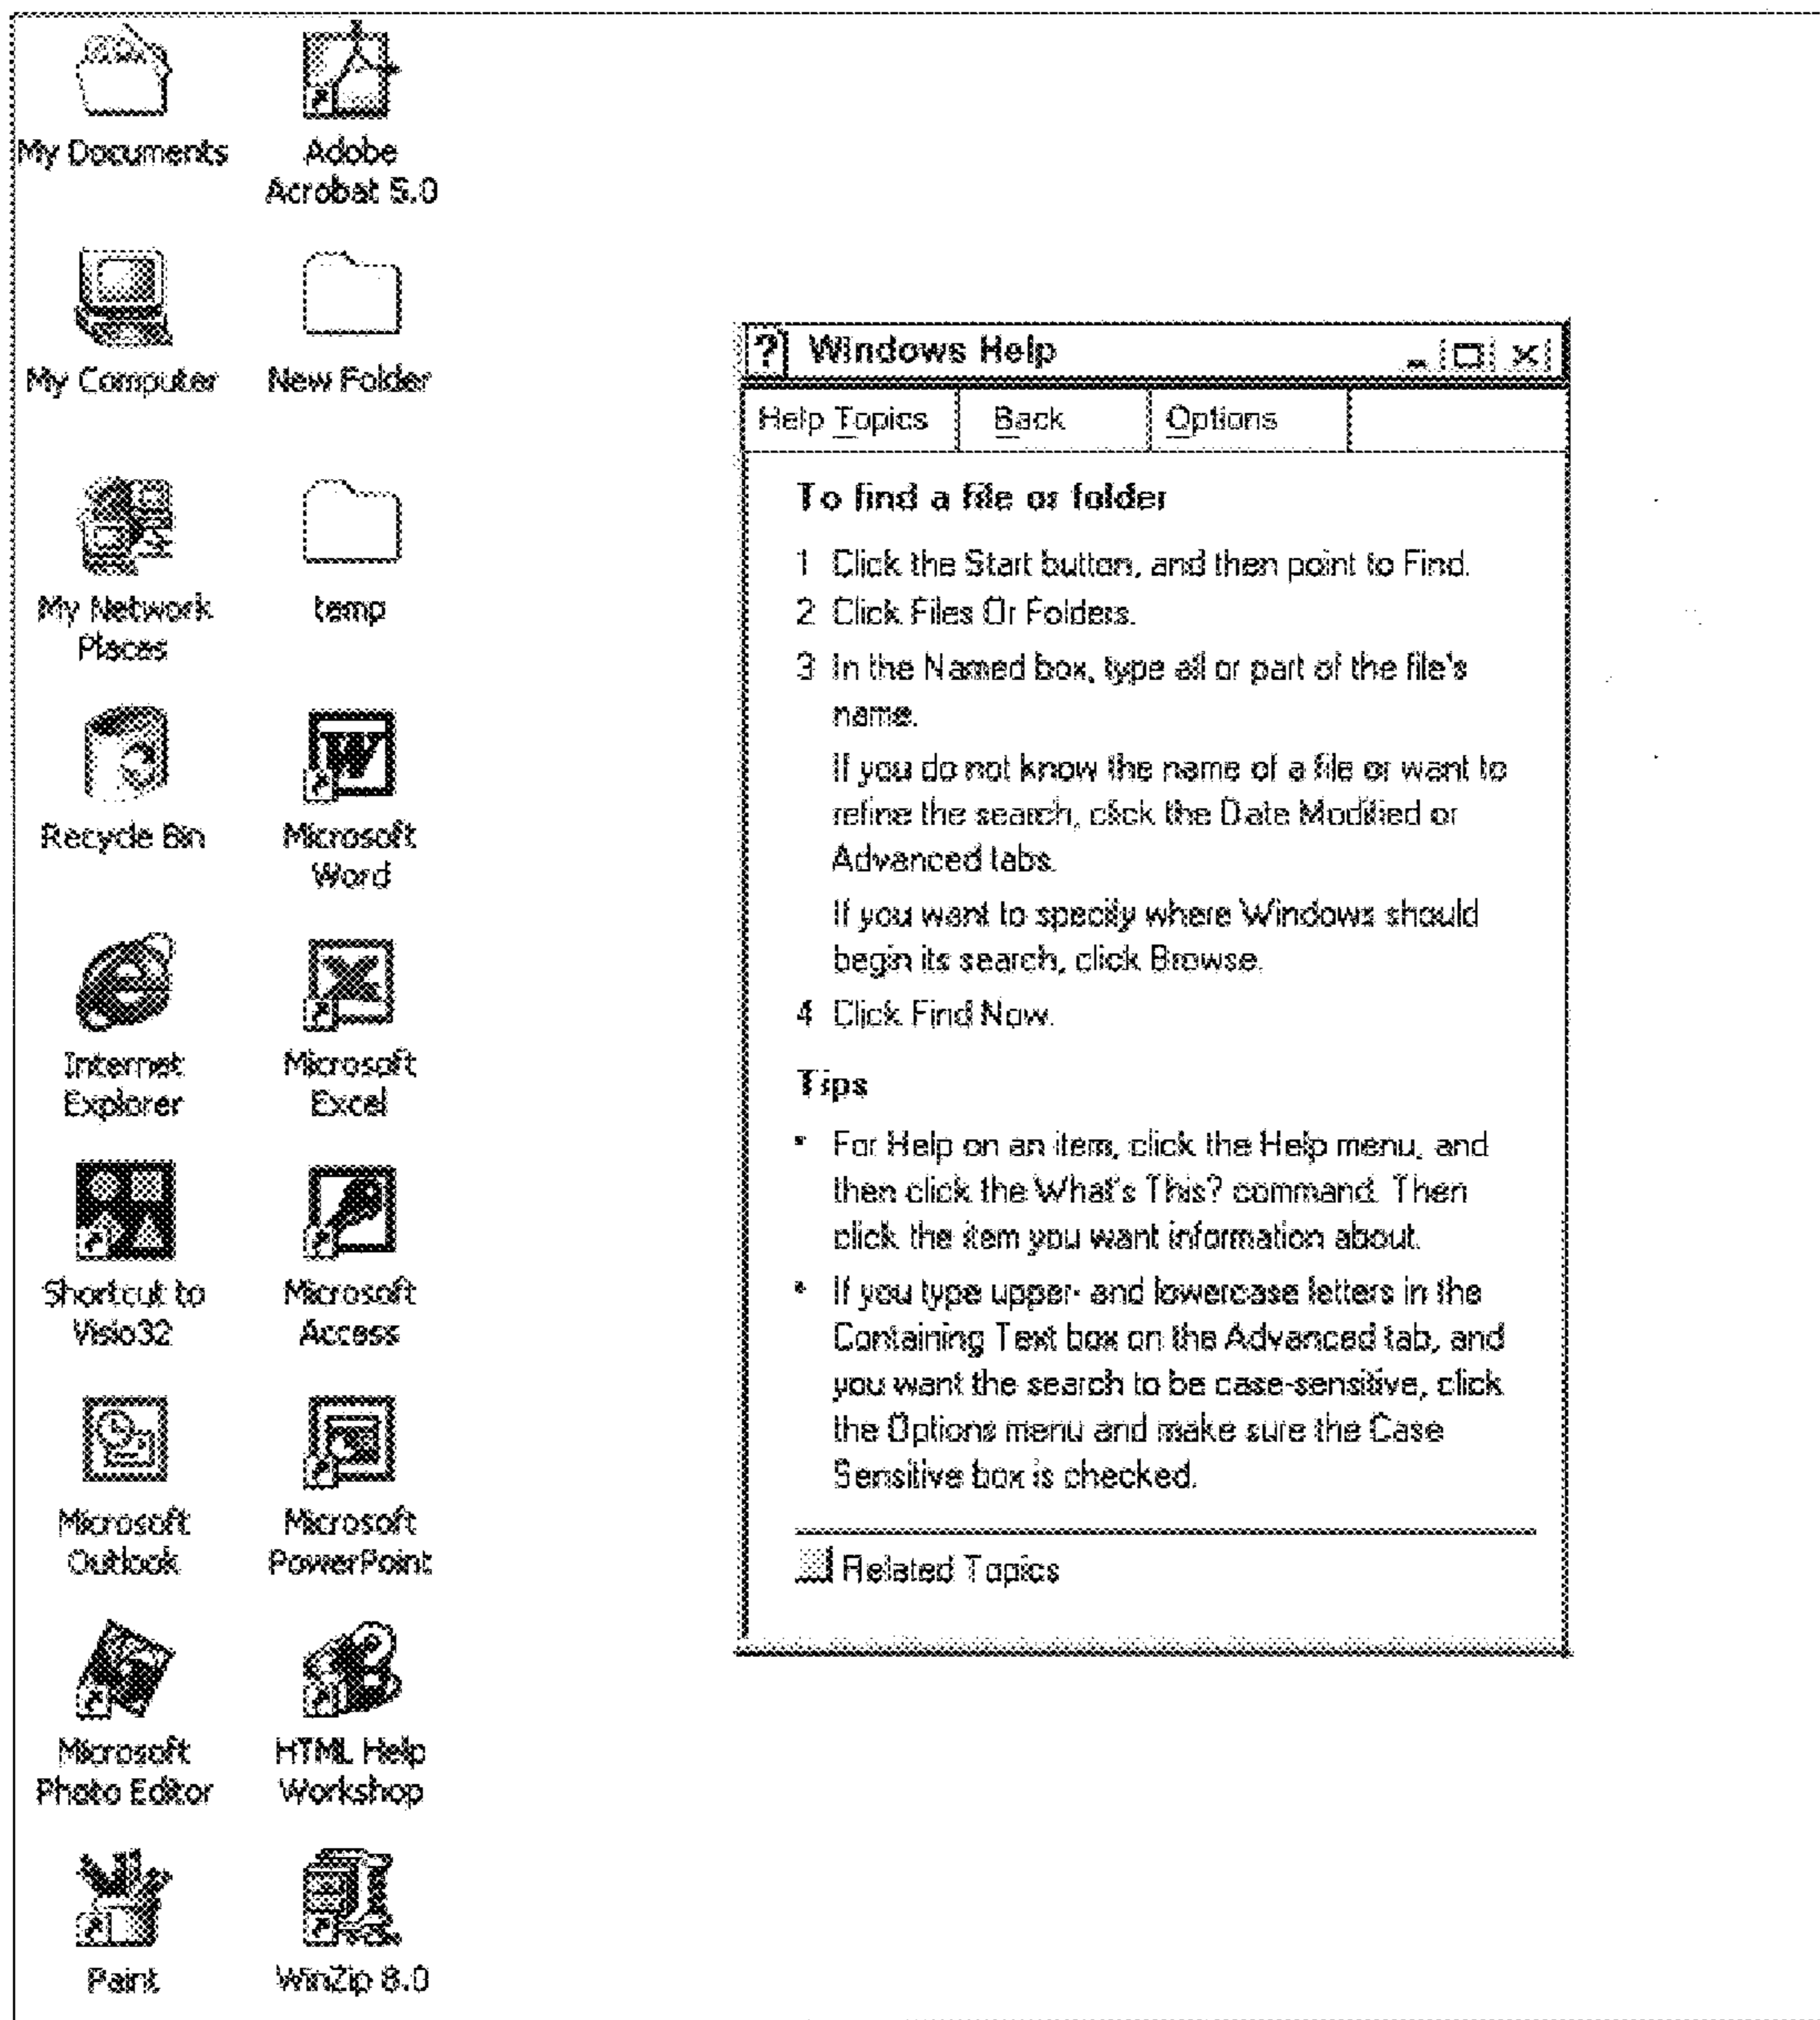 My Documents
Adobe
Acrobat 5.0
My Computer
New Folder
My Network
Places
temp
Recycle Bin
Microsoft
Word
Internet
Explorer
Microsoft
Excel
Shortcut to
Visio32
Microsoft
Access
Microsoft
Outlook
Microsoft
PowerPoint
Microsoft
Photo Editor
HTML Help
Workshop
Paint
WinZip 8.0
? Windows Help
Help Topics Back Options
To find a file or folder
1 Click the Start button, and then point to Find.
2 Click Files Or Folders.
3 In the Named box, type all or part of the file's
name.
If you do not know the name of a file or want to
refine the search, click the Date Modified or
Advanced tabs.
If you want to specify where Windows should
begin its search, click Browse.
4 Click Find Now.
Tips
• For Help on an item, click the Help menu, and
then click the What's This? command. Then
click the item you want information about.
• If you type upper- and lowercase letters in the
Containing Text box on the Advanced tab, and
you want the search to be case-sensitive, click
the Options menu and make sure the Case
Sensitive box is checked.
Related Topics